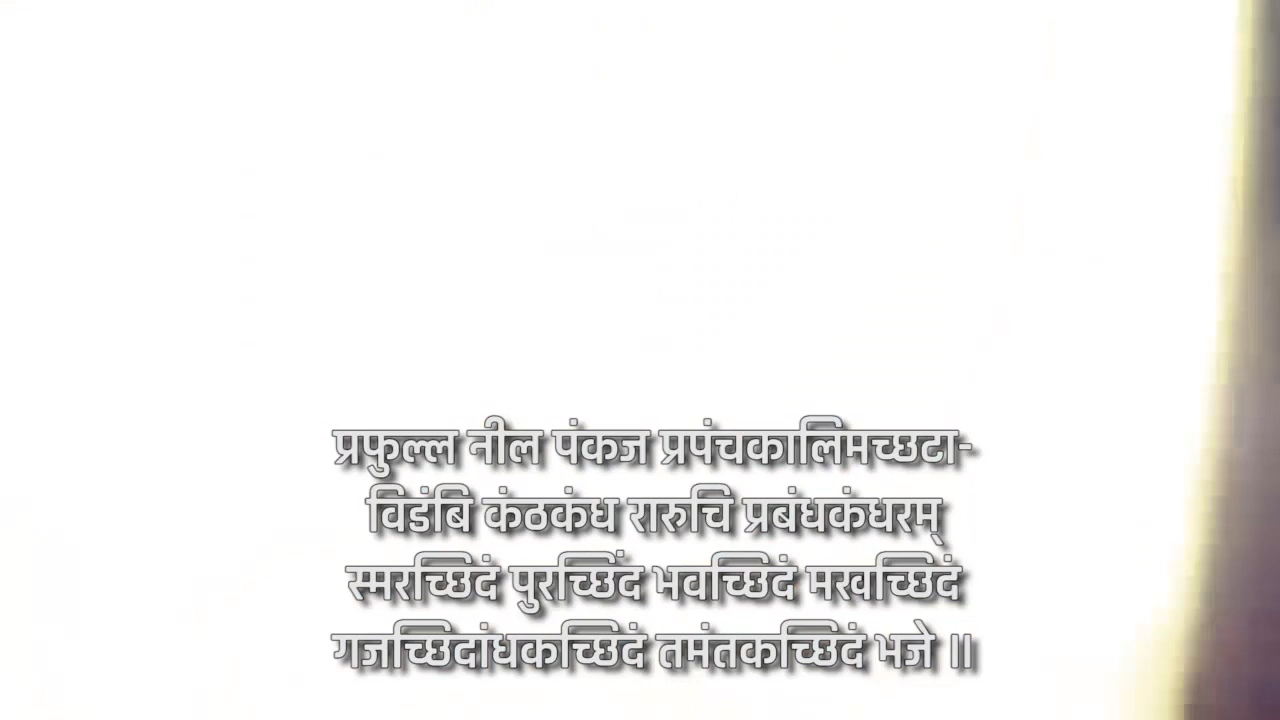 प्रफुल्ल नील पंकज प्रपंचकालिमच्छटा-
विडंबि कंठकंध रारुचि प्रबंधकंधरम्
स्मरच्छिदं पुरच्छिंद भवच्छिदं मखच्छिदं
गजच्छिदांधकच्छिदं तमंतकच्छिदं भजे ॥